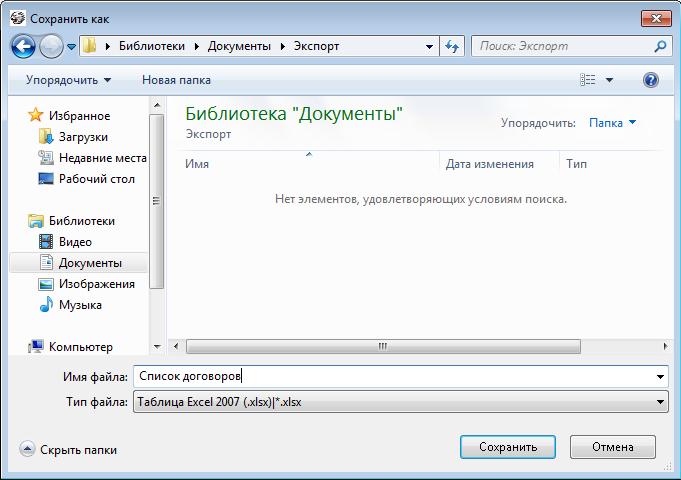 Сохранить как
Библиотеки Документы Экспорт
Поиск: Экспорт
Упорядочить Новая папка
Избранное
Загрузки
Недавние места
Рабочий стол
Библиотеки
Видео
Документы
Изображения
Музыка
Компьютер
Библиотека "Документы"
Экспорт
Упорядочить: Папка
Имя Дата изменения Тип
Нет элементов, удовлетворяющих условиям поиска.
Имя файла: Список договоров
Тип файла: Таблица Excel 2007 (.xlsx)|*.xlsx
Скрыть папки
Сохранить Отмена